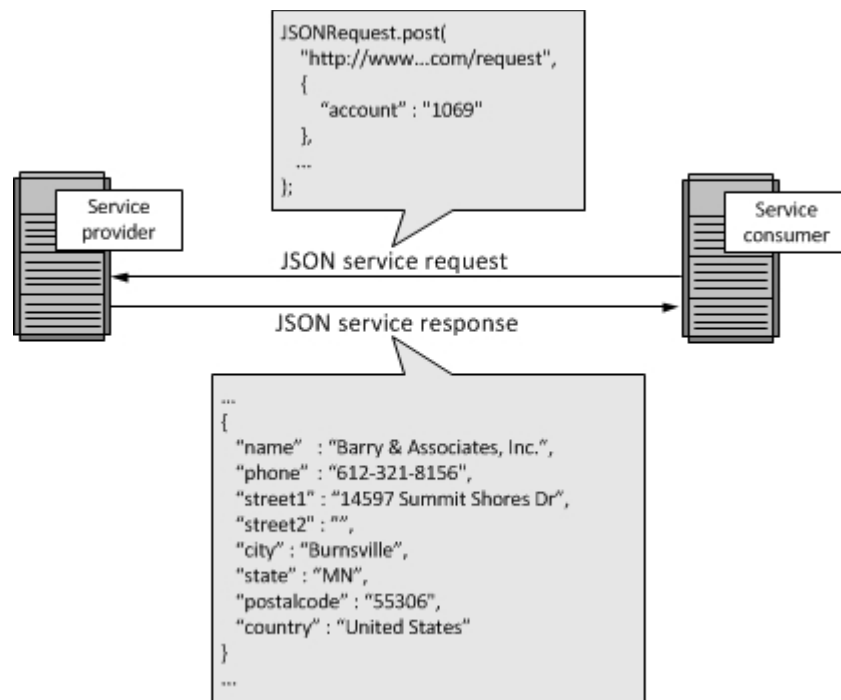 JSONRequest.post(
"http://www...com/request",
{
“account” : "1069"
},
...
};
Service
provider
Service
consumer
JSON service request
JSON service response
...
{
“name” : “Barry & Associates, Inc.”,
“phone” : “612-321-8156",
“street1” : “14597 Summit Shores Dr”,
“street2" : “”,
“city” : “Burnsville”,
“state” : “MN”,
“postalcode” : “55306",
“country” : “United States”
}
...